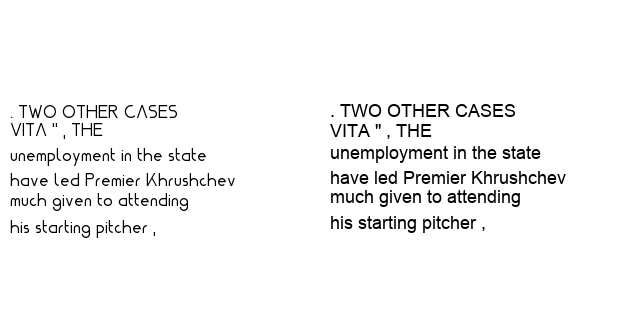 . TWO OTHER CASES
VITA " , THE
unemployment in the state
have led Premier Khrushchev
much given to attending
his starting pitcher ,
. TWO OTHER CASES
VITA " , THE
unemployment in the state
have led Premier Khrushchev
much given to attending
his starting pitcher ,